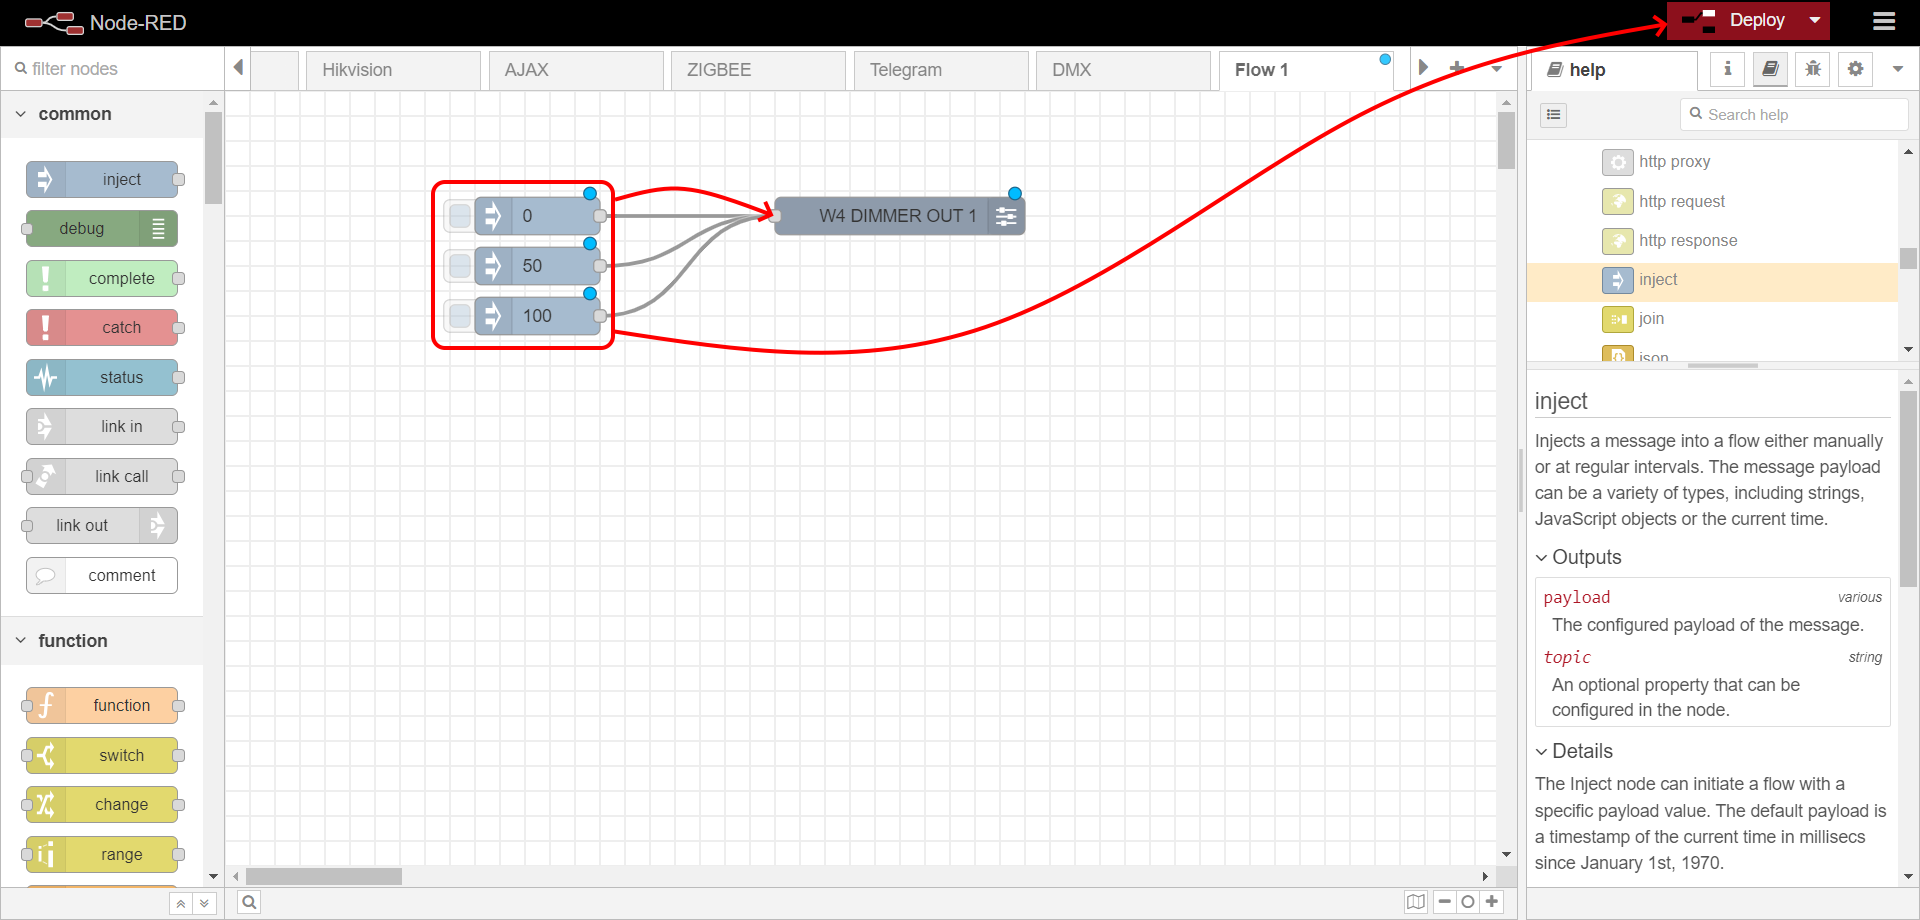 Node-RED
Deploy
filter nodes
Hikvision
AJAX
ZIGBEE
Telegram
DMX
Flow 1
help
common
Search help
inject
debug
complete
catch
status
link in
link call
link out
comment
function
function
switch
change
range
0
50
100
W4 DIMMER OUT 1
http proxy
http request
http response
inject
join
json
inject
Injects a message into a flow either manually
or at regular intervals. The message payload
can be a variety of types, including strings,
JavaScript objects or the current time.
Outputs
payload various
The configured payload of the message.
topic string
An optional property that can be
configured in the node.
Details
The Inject node can initiate a flow with a
specific payload value. The default payload is
a timestamp of the current time in millisecs
since January 1st, 1970.